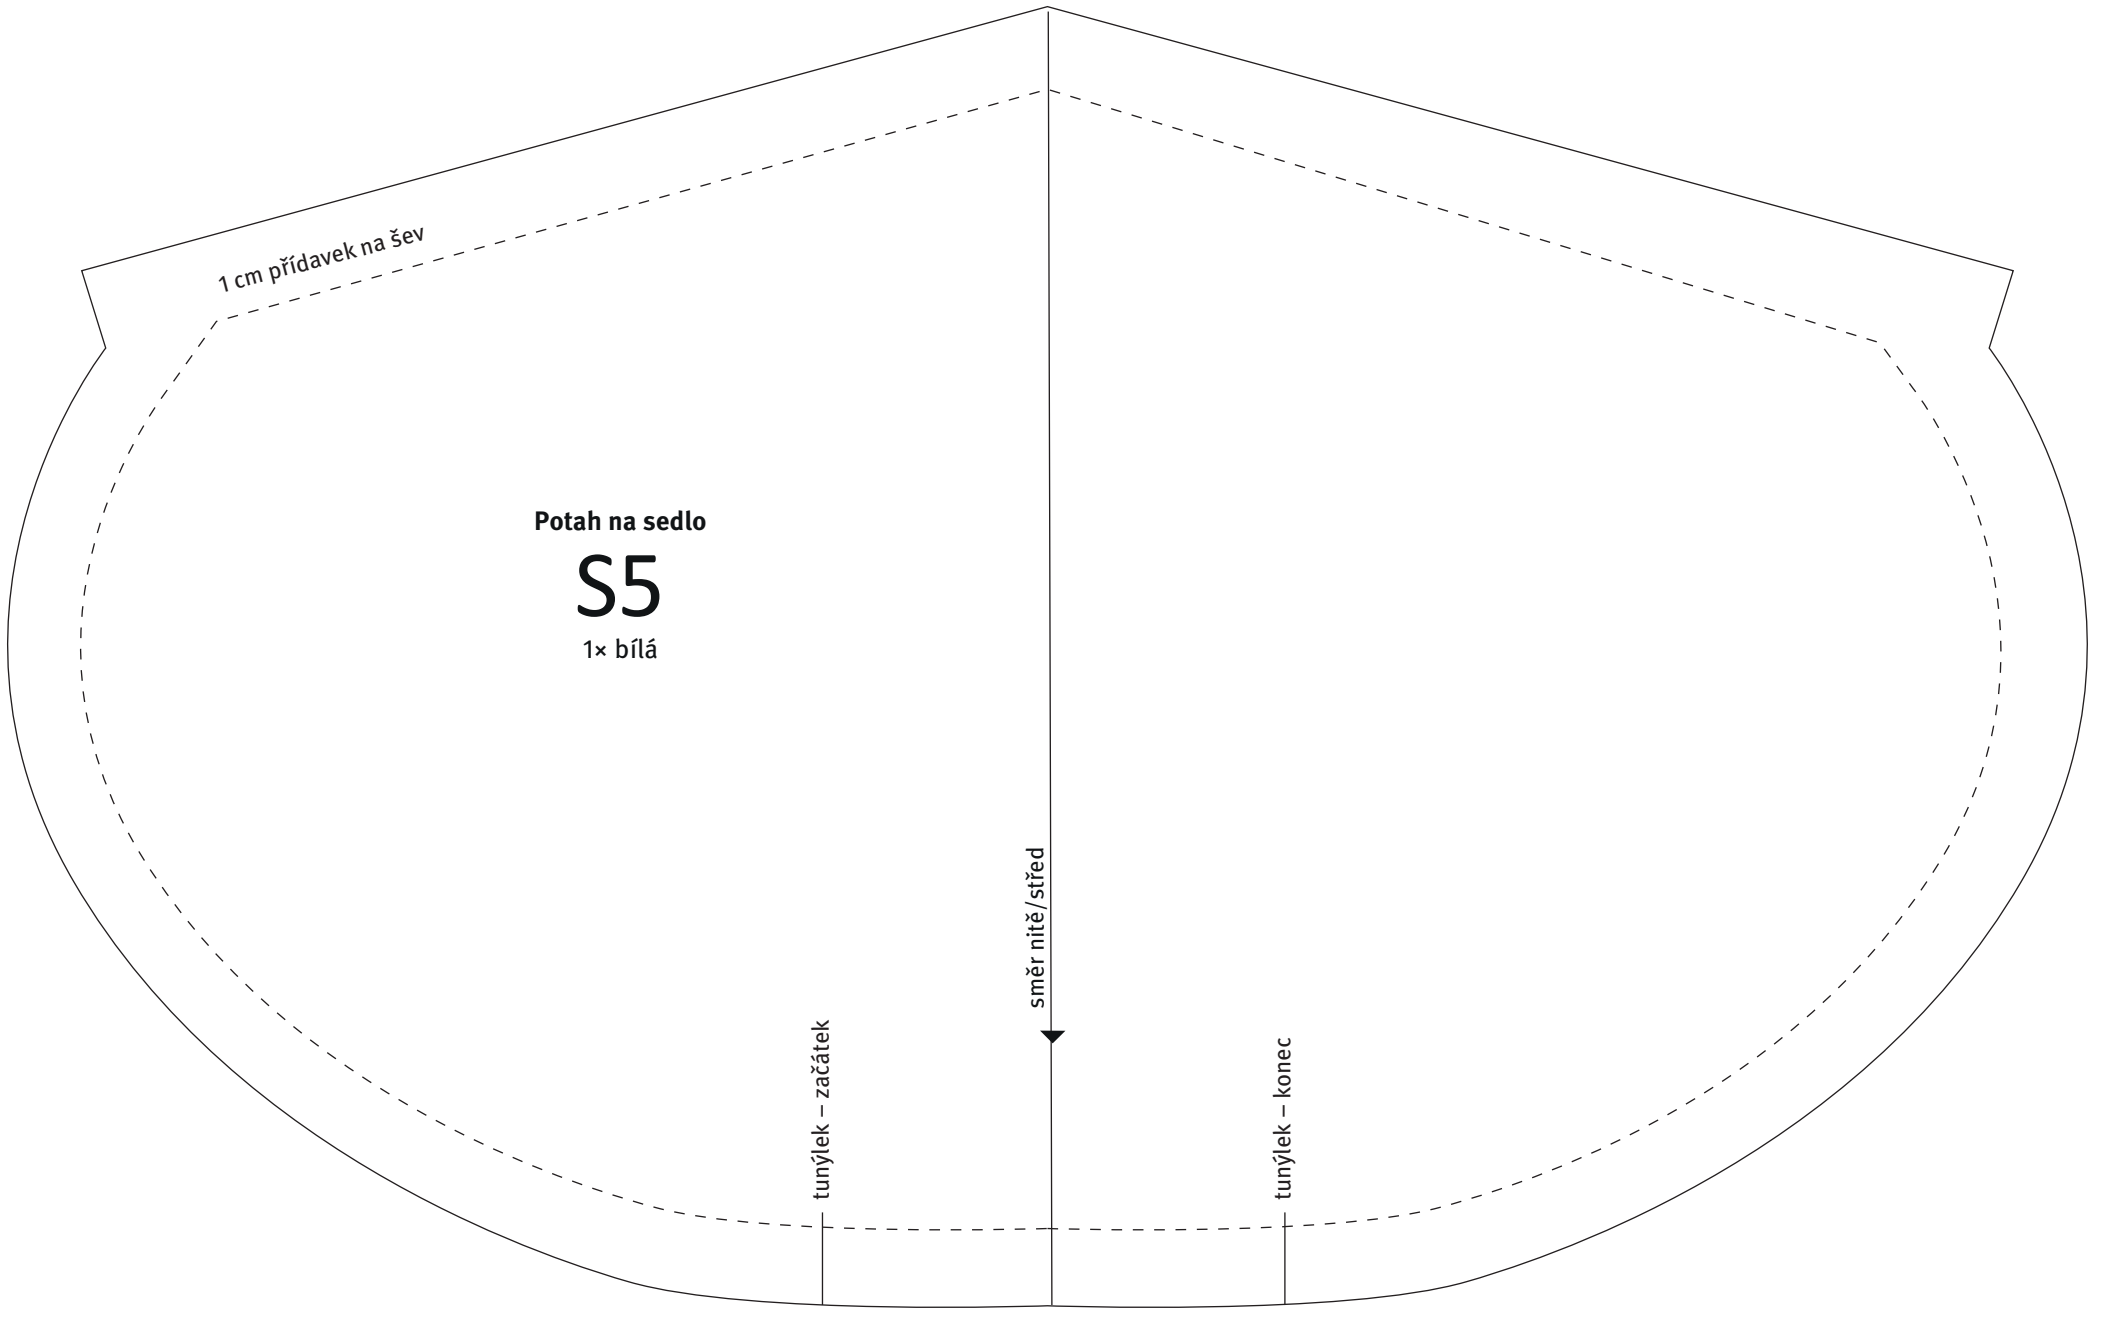 1 cm přídavek na šev
Potah na sedlo
S5
1× bílá
směr nitě/střed
tunýlek – začátek
tunýlek – konec